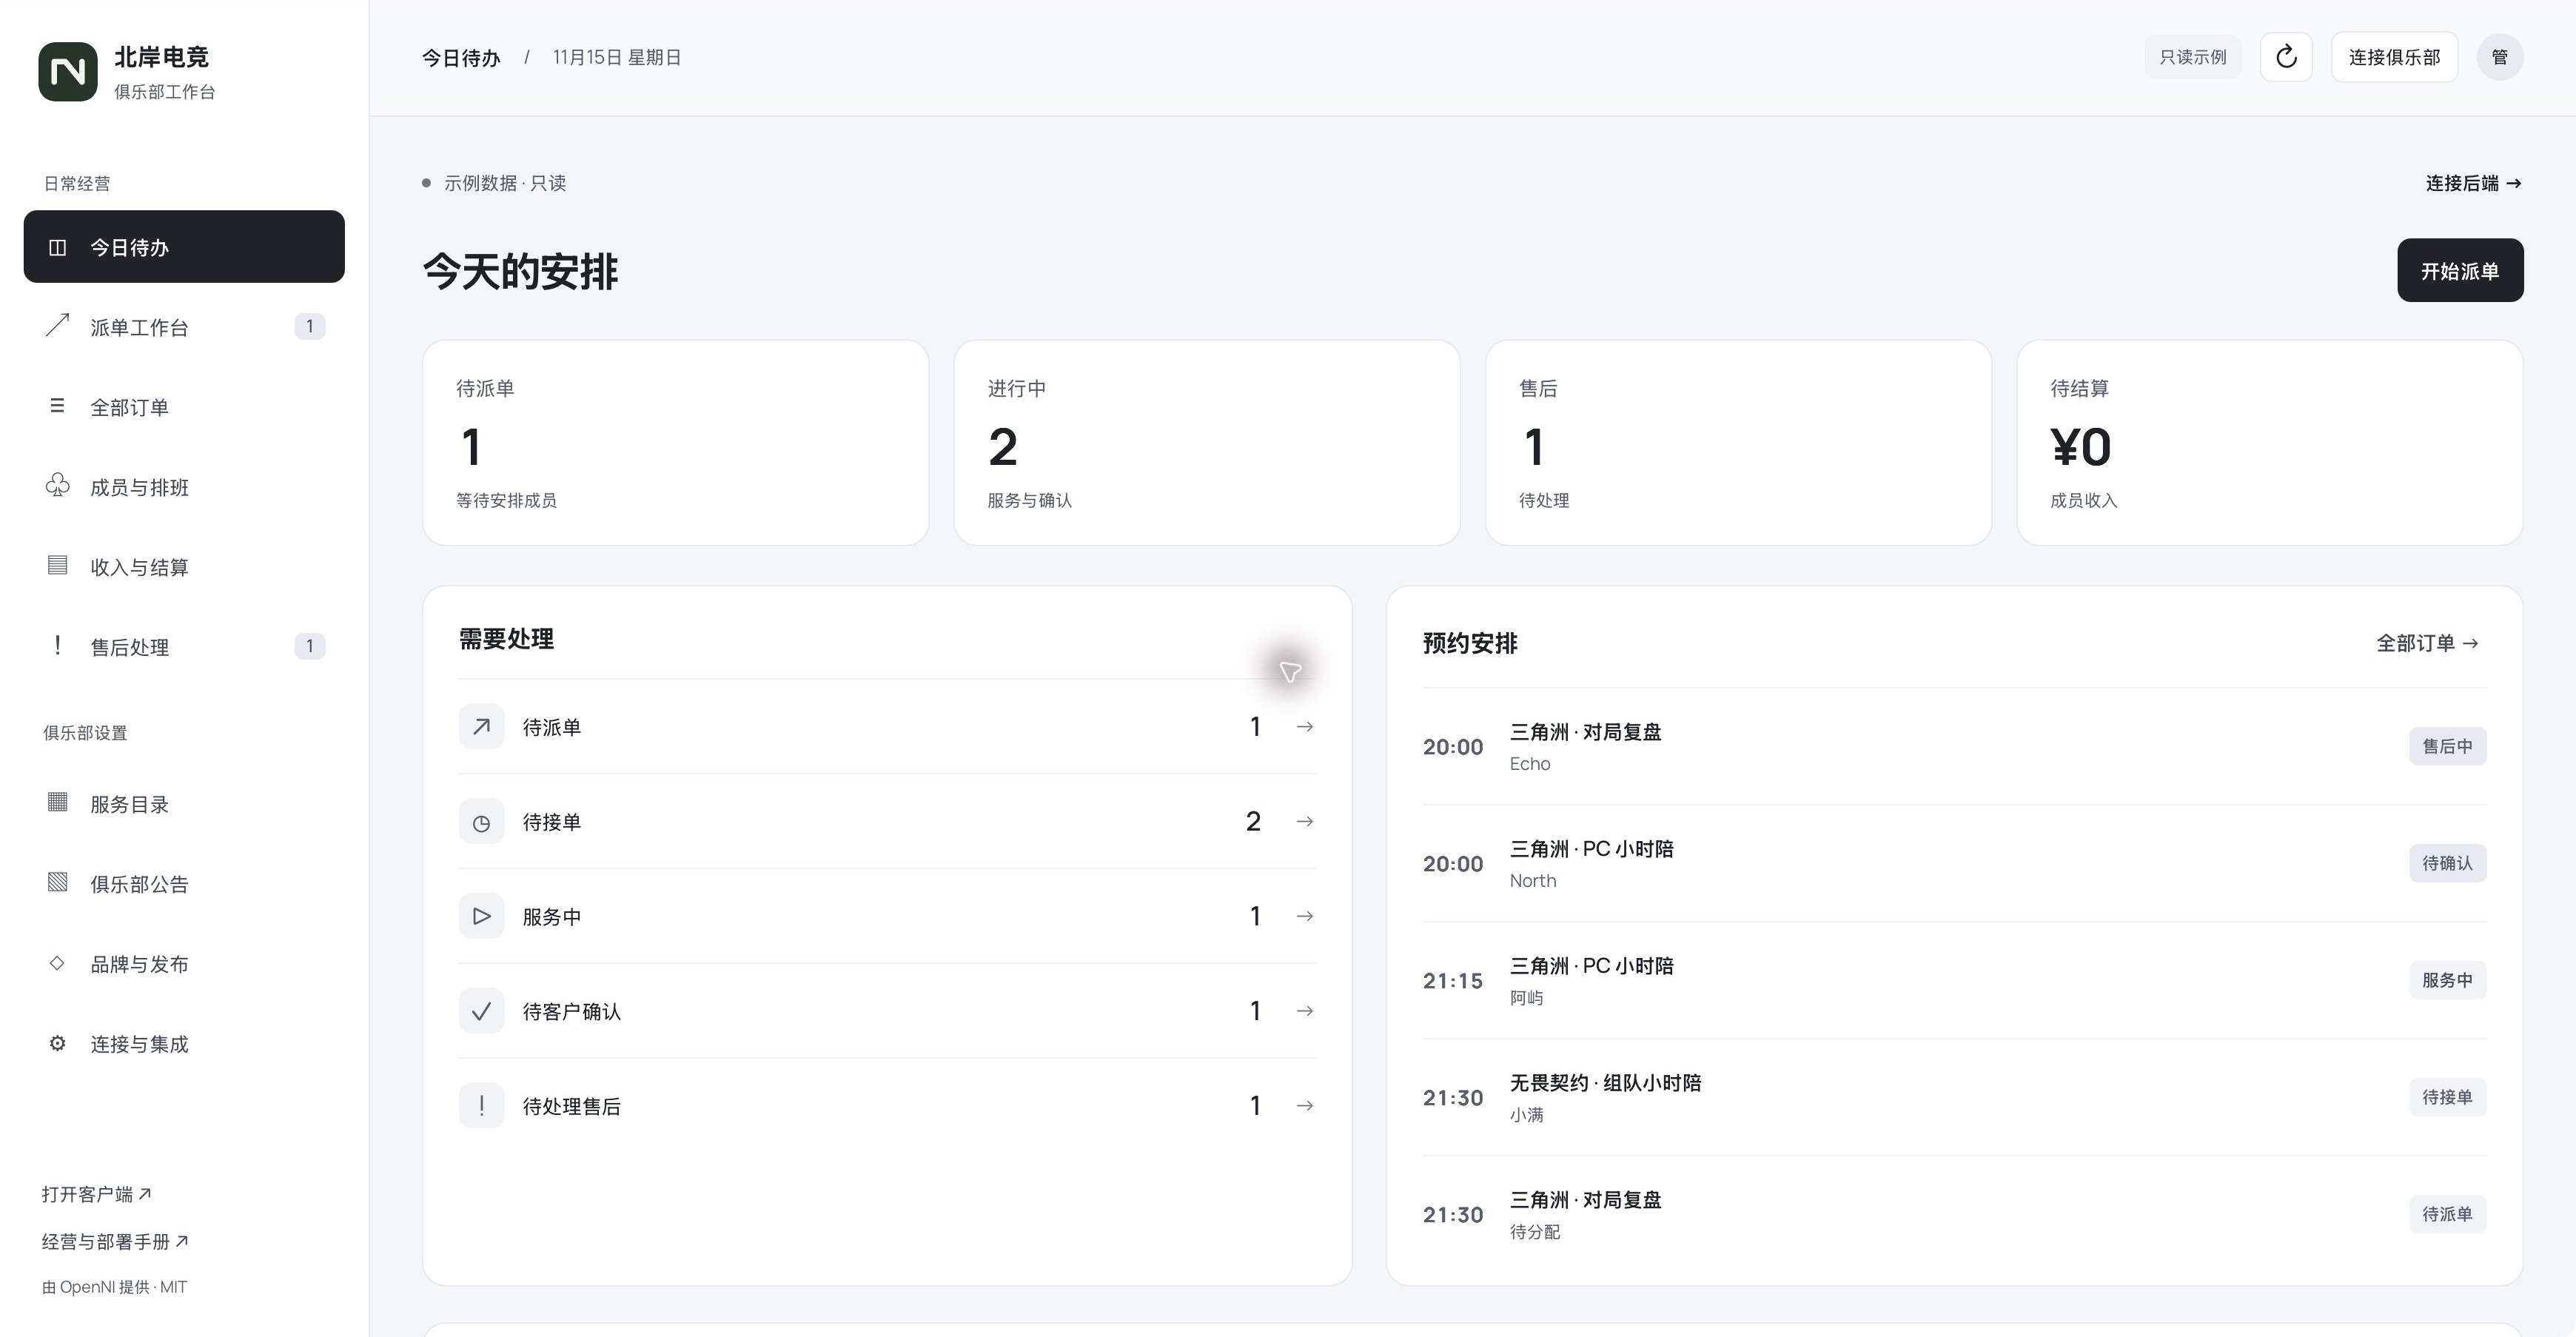 北岸电竞
俱乐部工作台
日常经营
今日待办
派单工作台 1
全部订单
成员与排班
收入与结算
售后处理 1
俱乐部设置
服务目录
俱乐部公告
品牌与发布
连接与集成
打开客户端 ↗
经营与部署手册 ↗
由 OpenNI 提供 · MIT
今日待办 / 11月15日 星期日
只读示例
连接俱乐部
管
示例数据 · 只读
连接后端 →
今天的安排
开始派单
待派单
1
等待安排成员
进行中
2
服务与确认
售后
1
待处理
待结算
¥0
成员收入
需要处理
待派单 1 →
待接单 2 →
服务中 1 →
待客户确认 1 →
待处理售后 1 →
预约安排
全部订单 →
20:00 三角洲 · 对局复盘
Echo
售后中
20:00 三角洲 · PC 小时陪
North
待确认
21:15 三角洲 · PC 小时陪
阿屿
服务中
21:30 无畏契约 · 组队小时陪
小满
待接单
21:30 三角洲 · 对局复盘
待分配
待派单